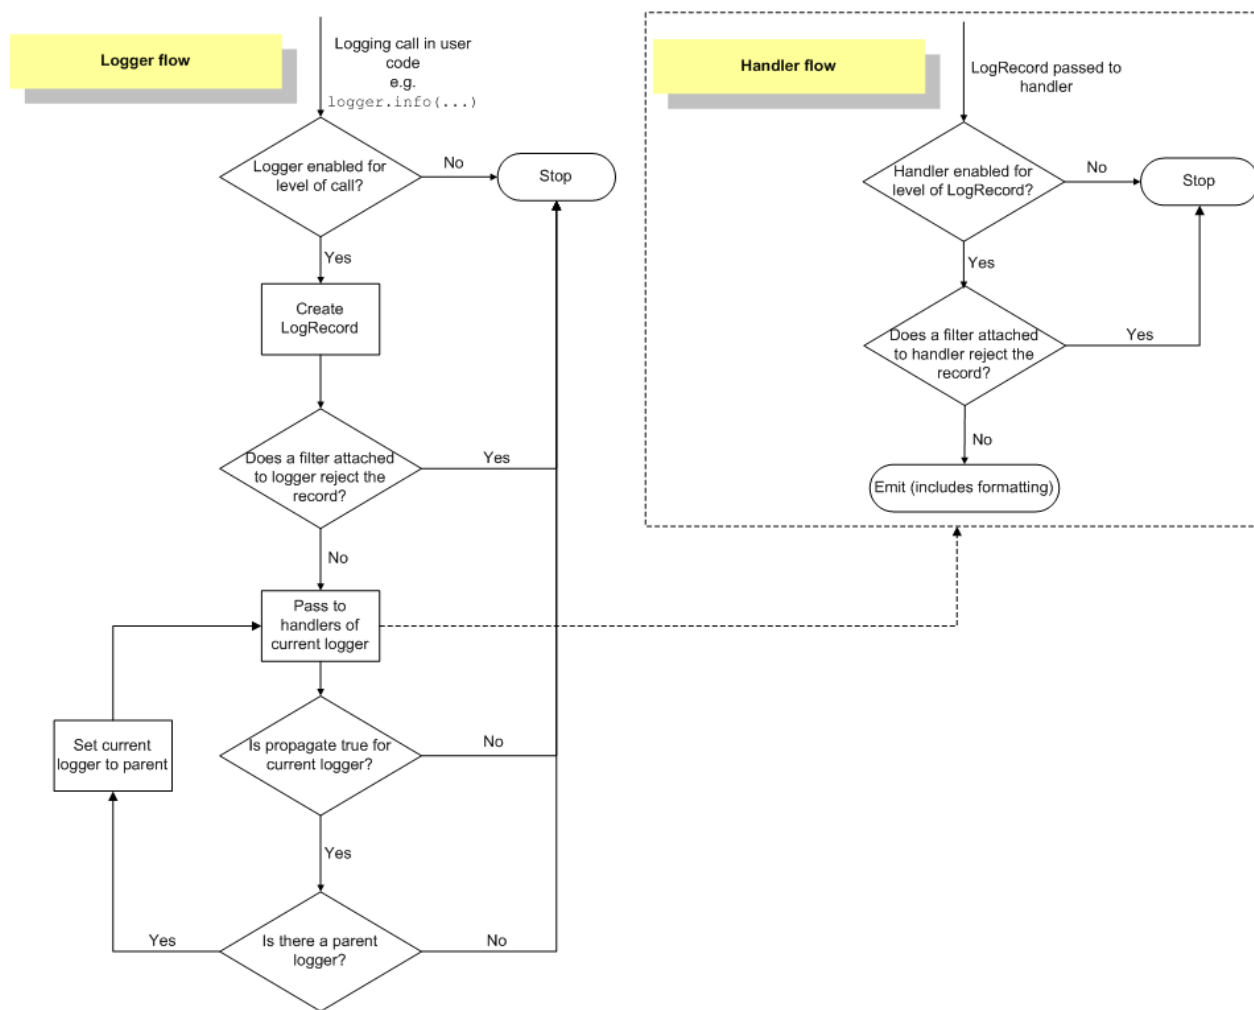 Logger flow
Logging call in user
code
e.g.
logger.info(...)
Logger enabled for
level of call?
No
Stop
Yes
Create
LogRecord
Does a filter attached
to logger reject the
record?
Yes
No
Pass to
handlers of
current logger
Set current
logger to parent
Is propagate true for
current logger?
No
Yes
Is there a parent
logger?
Yes
No
Handler flow
LogRecord passed to
handler
Handler enabled for
level of LogRecord?
No
Stop
Yes
Does a filter attached
to handler reject the
record?
Yes
No
Emit (includes formatting)